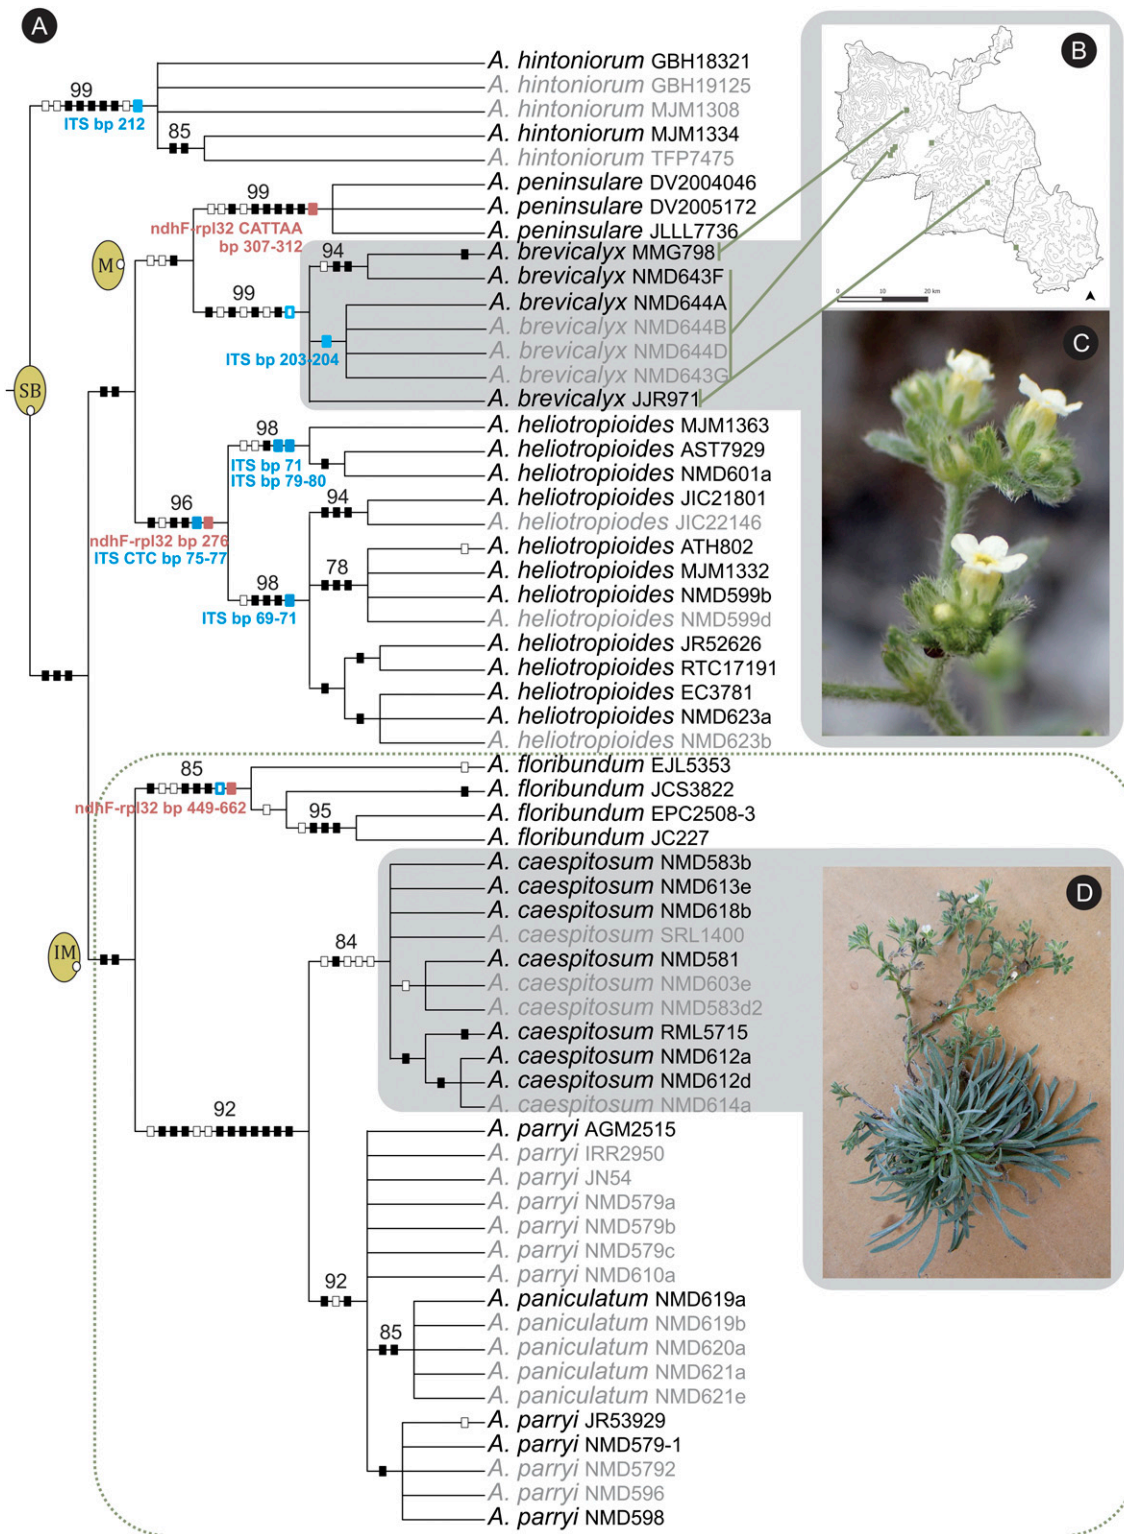 A
B
99
ITS bp 212
A. hintoniorum GBH18321
A. hintoniorum GBH19125
A. hintoniorum MJM1308
85
A. hintoniorum MJM1334
A. hintoniorum TFP7475
99
ndhF-rpl32 CATTAA
bp 307-312
A. peninsulare DV2004046
A. peninsulare DV2005172
A. peninsulare JLLL7736
M
94
A. brevicalyx MMG798
A. brevicalyx NMD643F
99
A. brevicalyx NMD644A
A. brevicalyx NMD644B
ITS bp 203-204
A. brevicalyx NMD644D
A. brevicalyx NMD643G
A. brevicalyx JJR971
0 10 20 km
C
SB
98
ITS bp 71
ITS bp 79-80
A. heliotropioides MJM1363
A. heliotropioides AST7929
A. heliotropioides NMD601a
96
ndhF-rpl32 bp 276
ITS CTC bp 75-77
94
A. heliotropioides JIC21801
A. heliotropiodes JIC22146
98
ITS bp 69-71
78
A. heliotropioides ATH802
A. heliotropioides MJM1332
A. heliotropioides NMD599b
A. heliotropioides NMD599d
A. heliotropioides JR52626
A. heliotropioides RTC17191
A. heliotropioides EC3781
A. heliotropioides NMD623a
A. heliotropioides NMD623b
85
ndhF-rpl32 bp 449-662
A. floribundum EJL5353
A. floribundum JCS3822
95
A. floribundum EPC2508-3
A. floribundum JC227
D
IM
84
A. caespitosum NMD583b
A. caespitosum NMD613e
A. caespitosum NMD618b
A. caespitosum SRL1400
A. caespitosum NMD581
A. caespitosum NMD603e
A. caespitosum NMD583d2
A. caespitosum RML5715
A. caespitosum NMD612a
A. caespitosum NMD612d
A. caespitosum NMD614a
92
A. parryi AGM2515
A. parryi IRR2950
A. parryi JN54
A. parryi NMD579a
A. parryi NMD579b
A. parryi NMD579c
A. parryi NMD610a
92
85
A. paniculatum NMD619a
A. paniculatum NMD619b
A. paniculatum NMD620a
A. paniculatum NMD621a
A. paniculatum NMD621e
A. parryi JR53929
A. parryi NMD579-1
A. parryi NMD5792
A. parryi NMD596
A. parryi NMD598